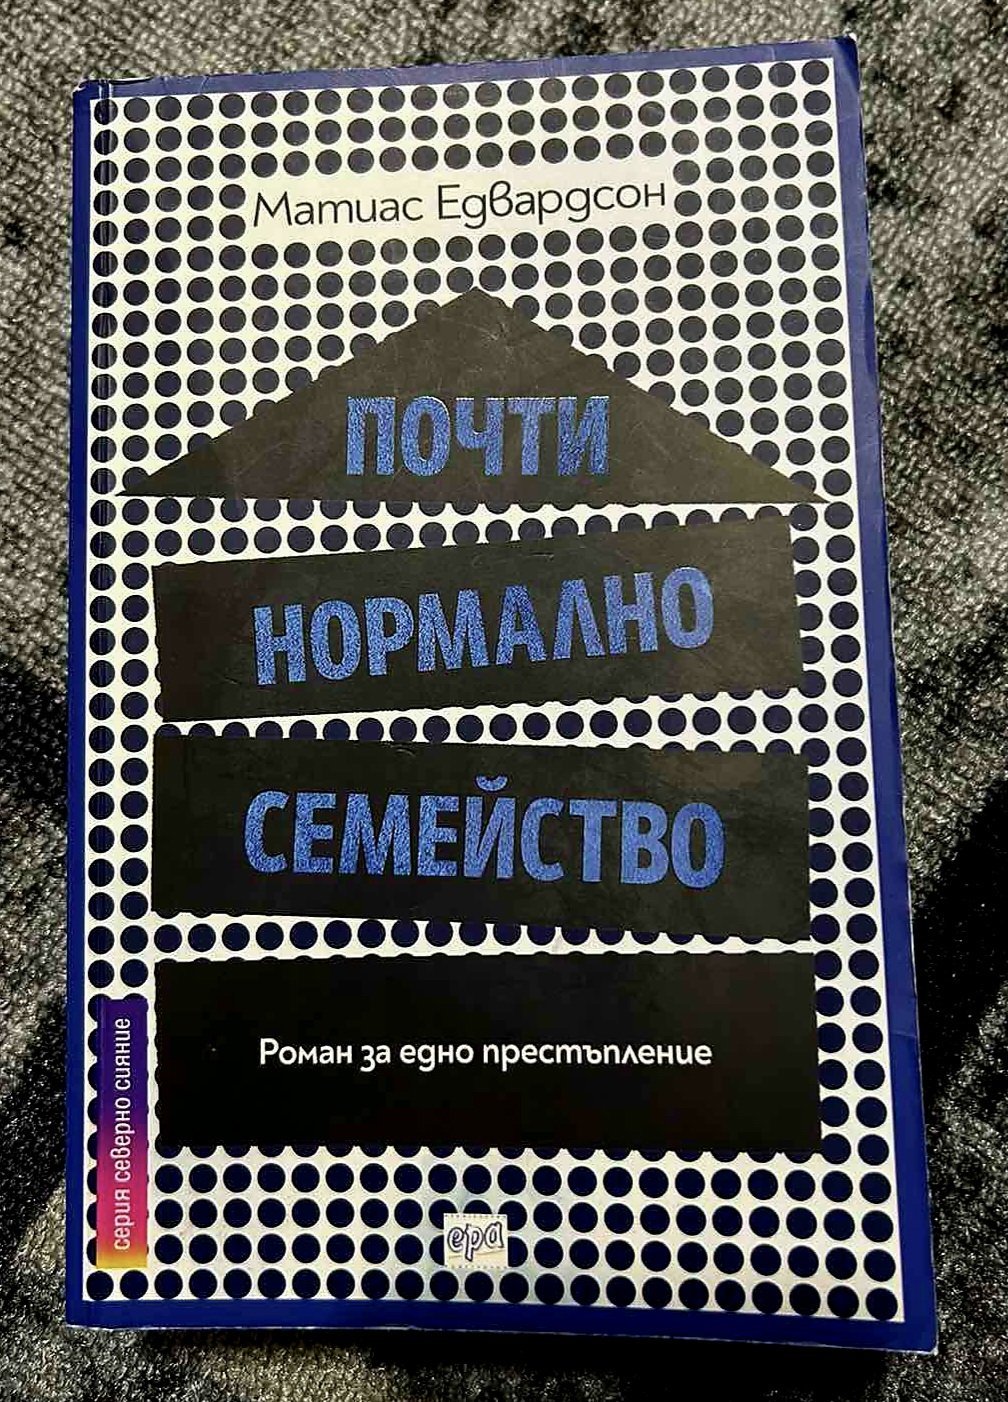 Матиас Едвардсон
ПОЧТИ
НОРМАЛНО
СЕМЕЙСТВО
Роман за едно престъпление
серия северно сияние
ера